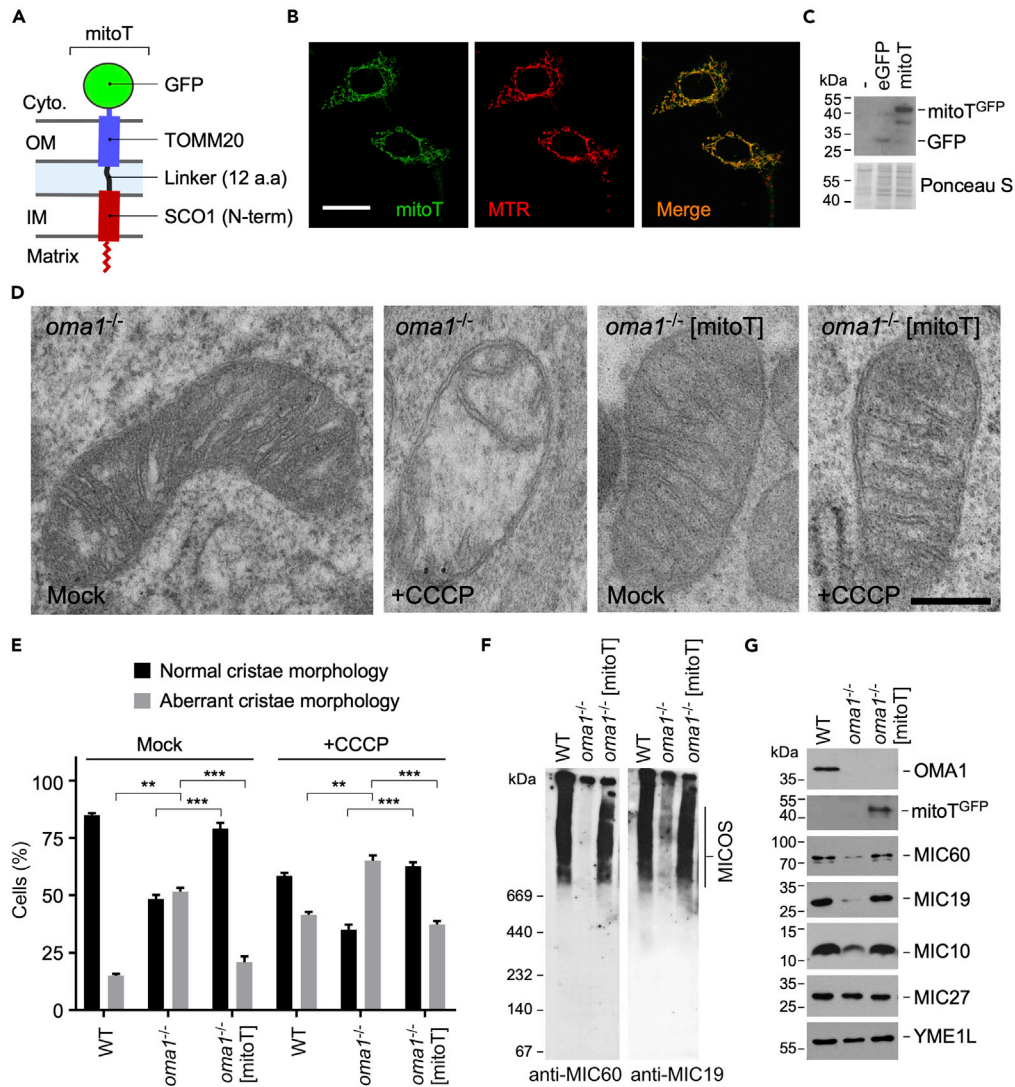 A
mitoT
GFP
Cyto.
OM
TOMM20
Linker (12 a.a)
IM
SCO1 (N-term)
Matrix
B
mitoT
MTR
Merge
C
kDa
-
eGFP
mitoT
55
40
35
25
mitoTGFP
GFP
55
40
Ponceau S
D
oma1-/-
Mock
oma1-/-
+CCCP
oma1-/- [mitoT]
Mock
oma1-/- [mitoT]
+CCCP
E
Normal cristae morphology
Aberrant cristae morphology
Mock
+CCCP
** *** ** ***
*** ***
Cells (%)
100
75
50
25
0
WT
oma1-/-
oma1-/-
[mitoT]
WT
oma1-/-
oma1-/-
[mitoT]
F
WT
oma1-/-
oma1-/- [mitoT]
WT
oma1-/-
oma1-/- [mitoT]
kDa
MICOS
669
440
232
140
67
anti-MIC60 anti-MIC19
G
WT
oma1-/-
oma1-/-
[mitoT]
kDa
35
OMA1
55
40
mitoTGFP
100
70
MIC60
35
25
MIC19
15
10
MIC10
35
25
MIC27
55
YME1L